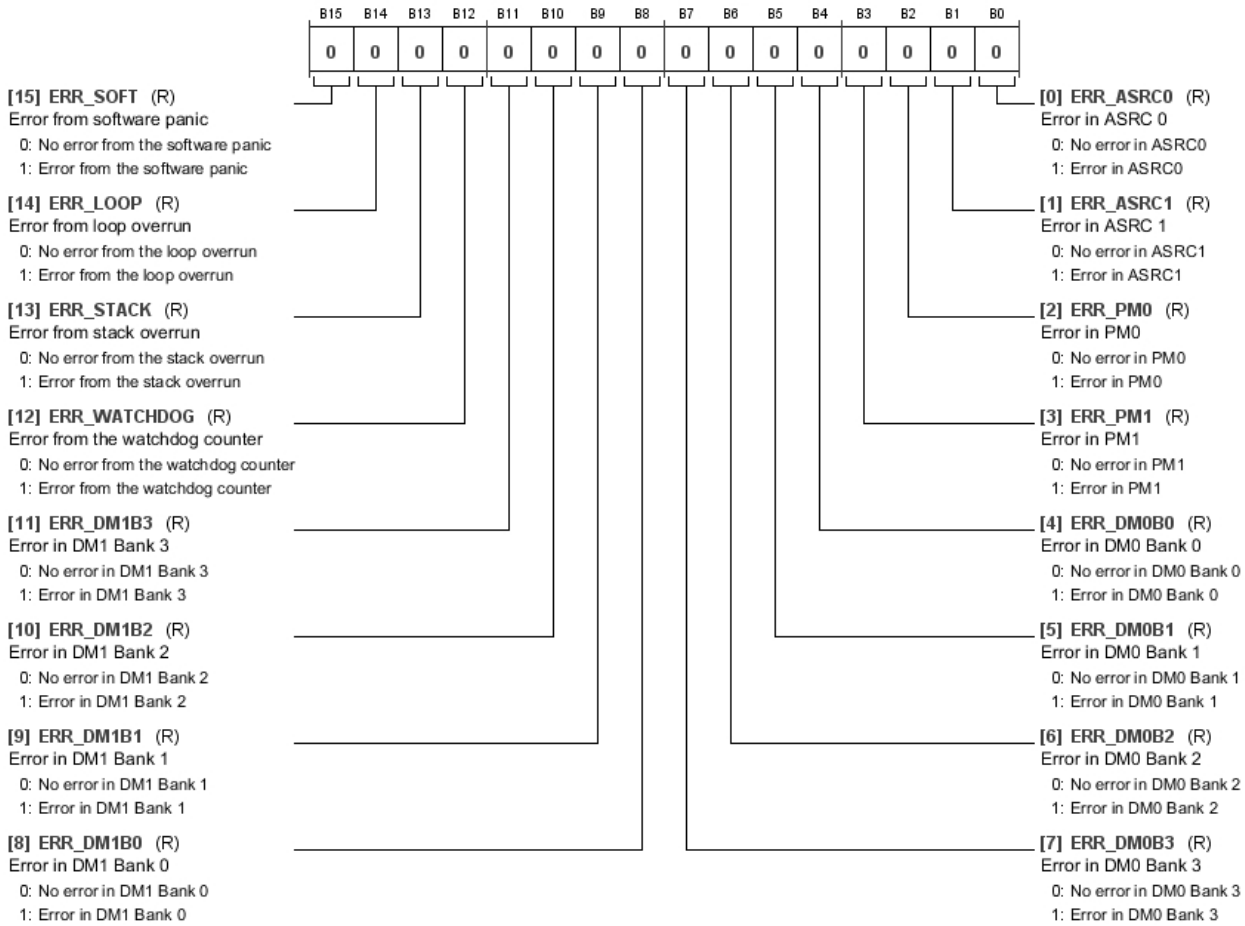 B15 B14 B13 B12 B11 B10 B9 B8 B7 B6 B5 B4 B3 B2 B1 B0
0 0 0 0 0 0 0 0 0 0 0 0 0 0 0 0
[15] ERR_SOFT (R)
Error from software panic
0: No error from the software panic
1: Error from the software panic
[14] ERR_LOOP (R)
Error from loop overrun
0: No error from the loop overrun
1: Error from the loop overrun
[13] ERR_STACK (R)
Error from stack overrun
0: No error from the stack overrun
1: Error from the stack overrun
[12] ERR_WATCHDOG (R)
Error from the watchdog counter
0: No error from the watchdog counter
1: Error from the watchdog counter
[11] ERR_DM1B3 (R)
Error in DM1 Bank 3
0: No error in DM1 Bank 3
1: Error in DM1 Bank 3
[10] ERR_DM1B2 (R)
Error in DM1 Bank 2
0: No error in DM1 Bank 2
1: Error in DM1 Bank 2
[9] ERR_DM1B1 (R)
Error in DM1 Bank 1
0: No error in DM1 Bank 1
1: Error in DM1 Bank 1
[8] ERR_DM1B0 (R)
Error in DM1 Bank 0
0: No error in DM1 Bank 0
1: Error in DM1 Bank 0
[0] ERR_ASRC0 (R)
Error in ASRC 0
0: No error in ASRC0
1: Error in ASRC0
[1] ERR_ASRC1 (R)
Error in ASRC 1
0: No error in ASRC1
1: Error in ASRC1
[2] ERR_PM0 (R)
Error in PM0
0: No error in PM0
1: Error in PM0
[3] ERR_PM1 (R)
Error in PM1
0: No error in PM1
1: Error in PM1
[4] ERR_DM0B0 (R)
Error in DM0 Bank 0
0: No error in DM0 Bank 0
1: Error in DM0 Bank 0
[5] ERR_DM0B1 (R)
Error in DM0 Bank 1
0: No error in DM0 Bank 1
1: Error in DM0 Bank 1
[6] ERR_DM0B2 (R)
Error in DM0 Bank 2
0: No error in DM0 Bank 2
1: Error in DM0 Bank 2
[7] ERR_DM0B3 (R)
Error in DM0 Bank 3
0: No error in DM0 Bank 3
1: Error in DM0 Bank 3